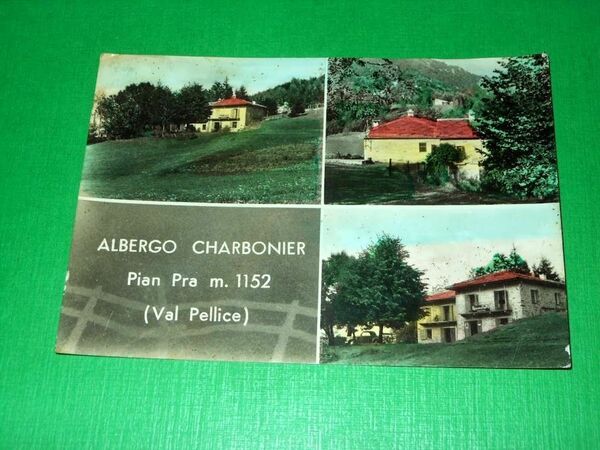 ALBERGO CHARBONIER
Pian Pra m. 1152
(Val Pellice)